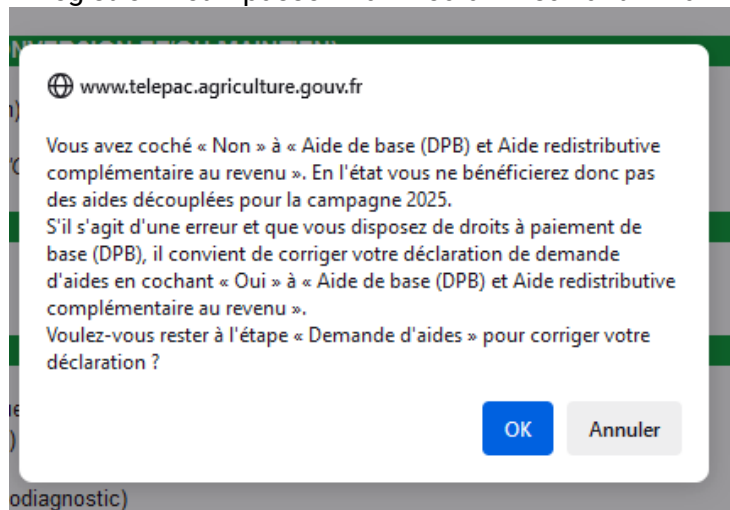 www.telepac.agriculture.gouv.fr
Vous avez coché « Non » à « Aide de base (DPB) et Aide redistributive
complémentaire au revenu ». En l'état vous ne bénéficierez donc pas
des aides découplées pour la campagne 2025.
S'il s'agit d'une erreur et que vous disposez de droits à paiement de
base (DPB), il convient de corriger votre déclaration de demande
d'aides en cochant « Oui » à « Aide de base (DPB) et Aide redistributive
complémentaire au revenu ».
Voulez-vous rester à l'étape « Demande d'aides » pour corriger votre
déclaration ?
OK Annuler
odiagnostic)